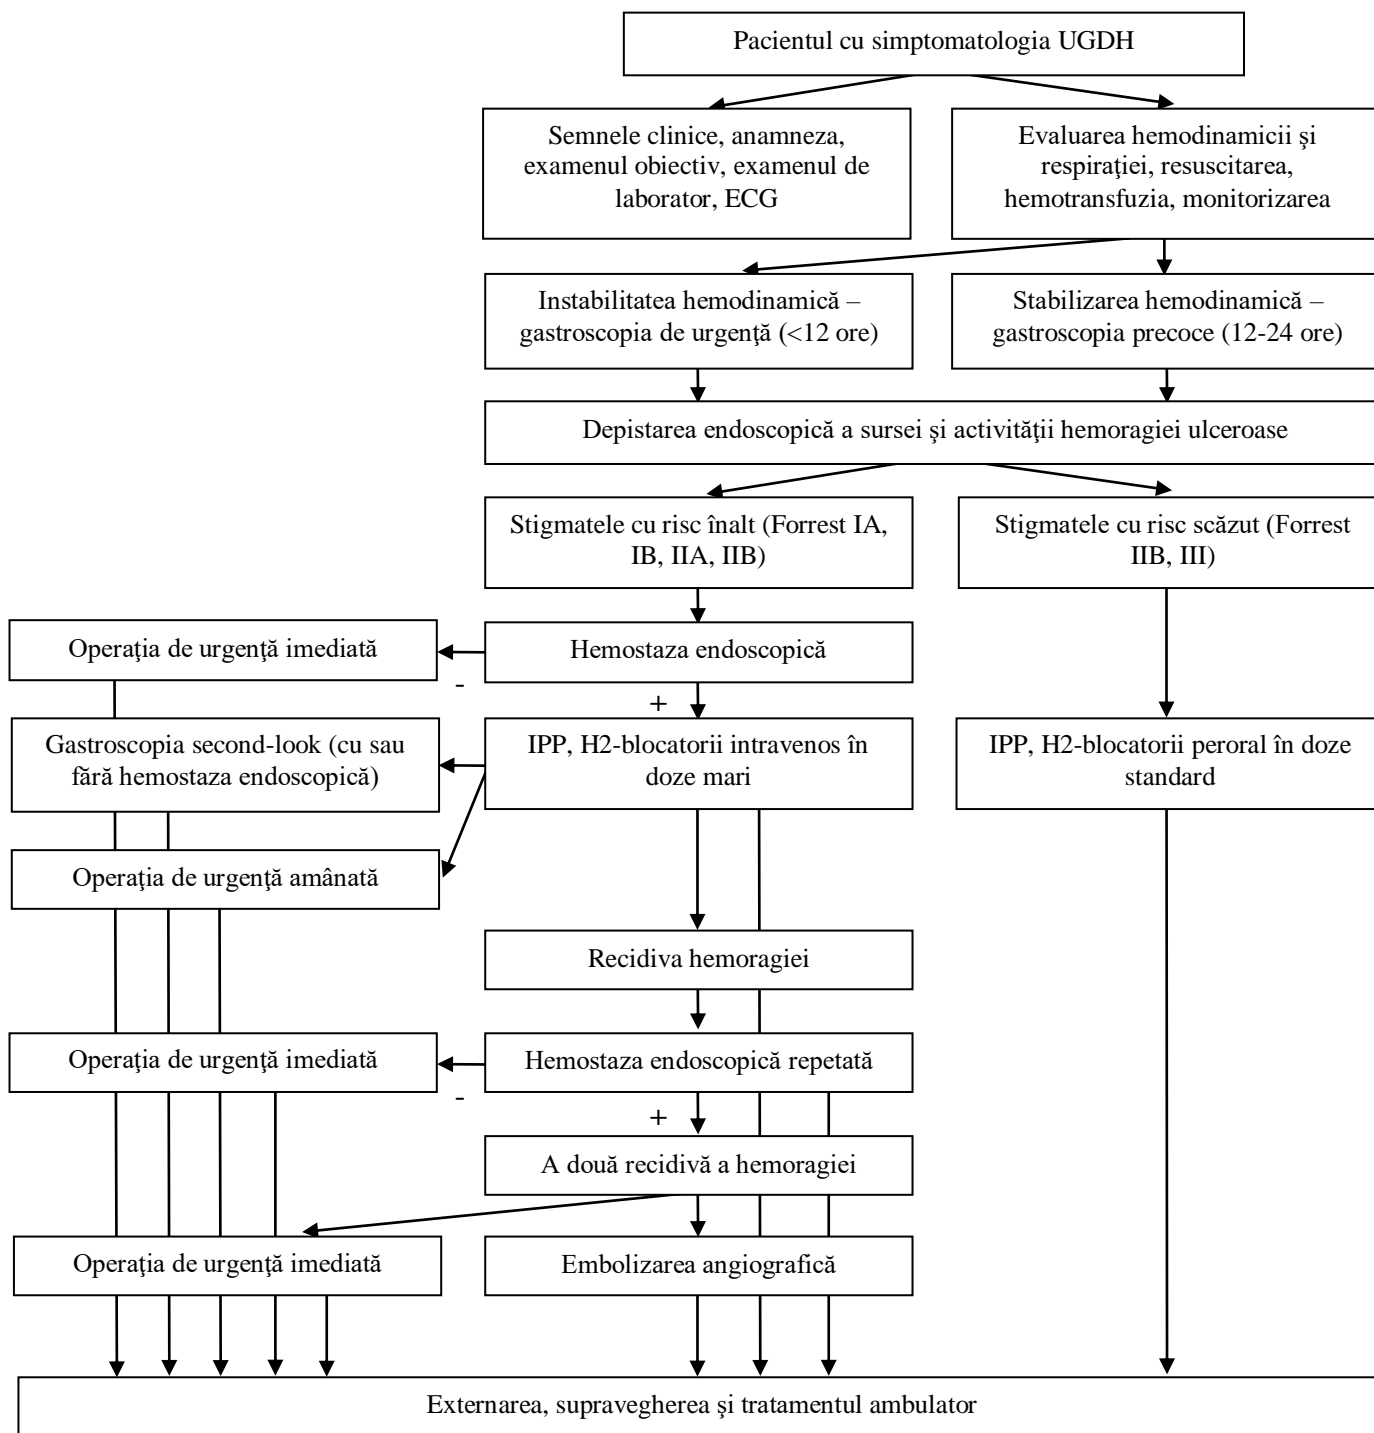 Pacientul cu simptomatologia UGDH
Semnele clinice, anamneza,
examenul obiectiv, examenul de
laborator, ECG
Evaluarea hemodinamicii şi
respiraţiei, resuscitarea,
hemotransfuzia, monitorizarea
Instabilitatea hemodinamică –
gastroscopia de urgenţă (<12 ore)
Stabilizarea hemodinamică –
gastroscopia precoce (12-24 ore)
Depistarea endoscopică a sursei şi activităţii hemoragiei ulceroase
Stigmatele cu risc înalt (Forrest IA,
IB, IIA, IIB)
Stigmatele cu risc scăzut (Forrest
IIB, III)
Operaţia de urgenţă imediată
Hemostaza endoscopică
-
+
Gastroscopia second-look (cu sau
fără hemostaza endoscopică)
IPP, H2-blocatorii intravenos în
doze mari
IPP, H2-blocatorii peroral în doze
standard
Operaţia de urgenţă amânată
Recidiva hemoragiei
Operaţia de urgenţă imediată
Hemostaza endoscopică repetată
-
+
A două recidivă a hemoragiei
Operaţia de urgenţă imediată
Embolizarea angiografică
Externarea, supravegherea şi tratamentul ambulator